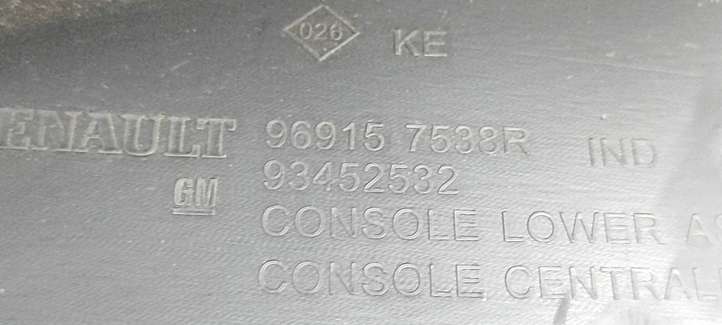 026 KE
RENAULT 96915 7538R IND
GM 93452532
CONSOLE LOWER
CONSOLE CENTRAL